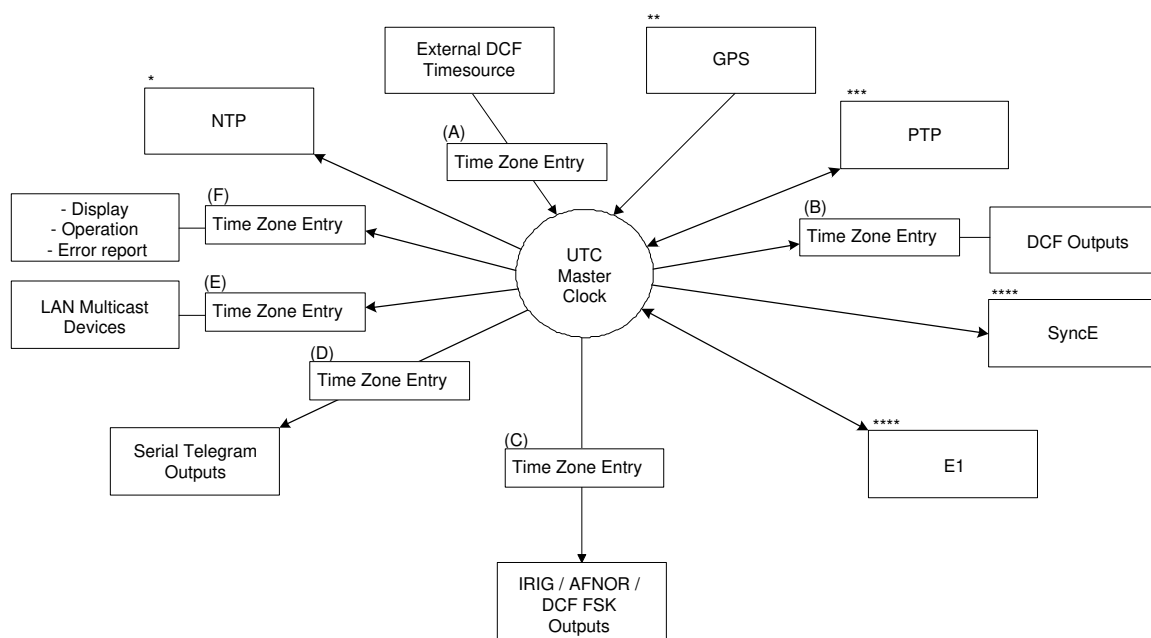 External DCF
Timesource
**
GPS
*
NTP
***
PTP
(A)
Time Zone Entry
- Display
- Operation
- Error report
(F)
Time Zone Entry
UTC
Master
Clock
(B)
Time Zone Entry
DCF Outputs
LAN Multicast
Devices
(E)
Time Zone Entry
****
SyncE
(D)
Time Zone Entry
Serial Telegram
Outputs
(C)
Time Zone Entry
****
E1
IRIG / AFNOR /
DCF FSK
Outputs